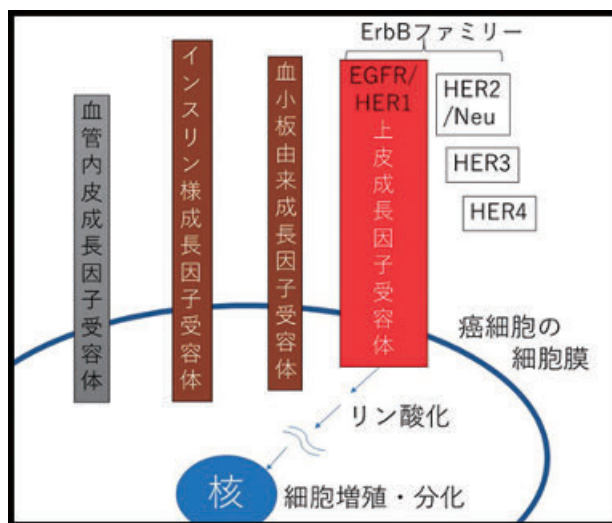 ErbBファミリー
血管内皮成長因子受容体
インスリン様成長因子受容体
血小板由来成長因子受容体
EGFR/
HER1
上皮成長因子受容体
HER2
/Neu
HER3
HER4
癌細胞の
細胞膜
リン酸化
核
細胞増殖・分化